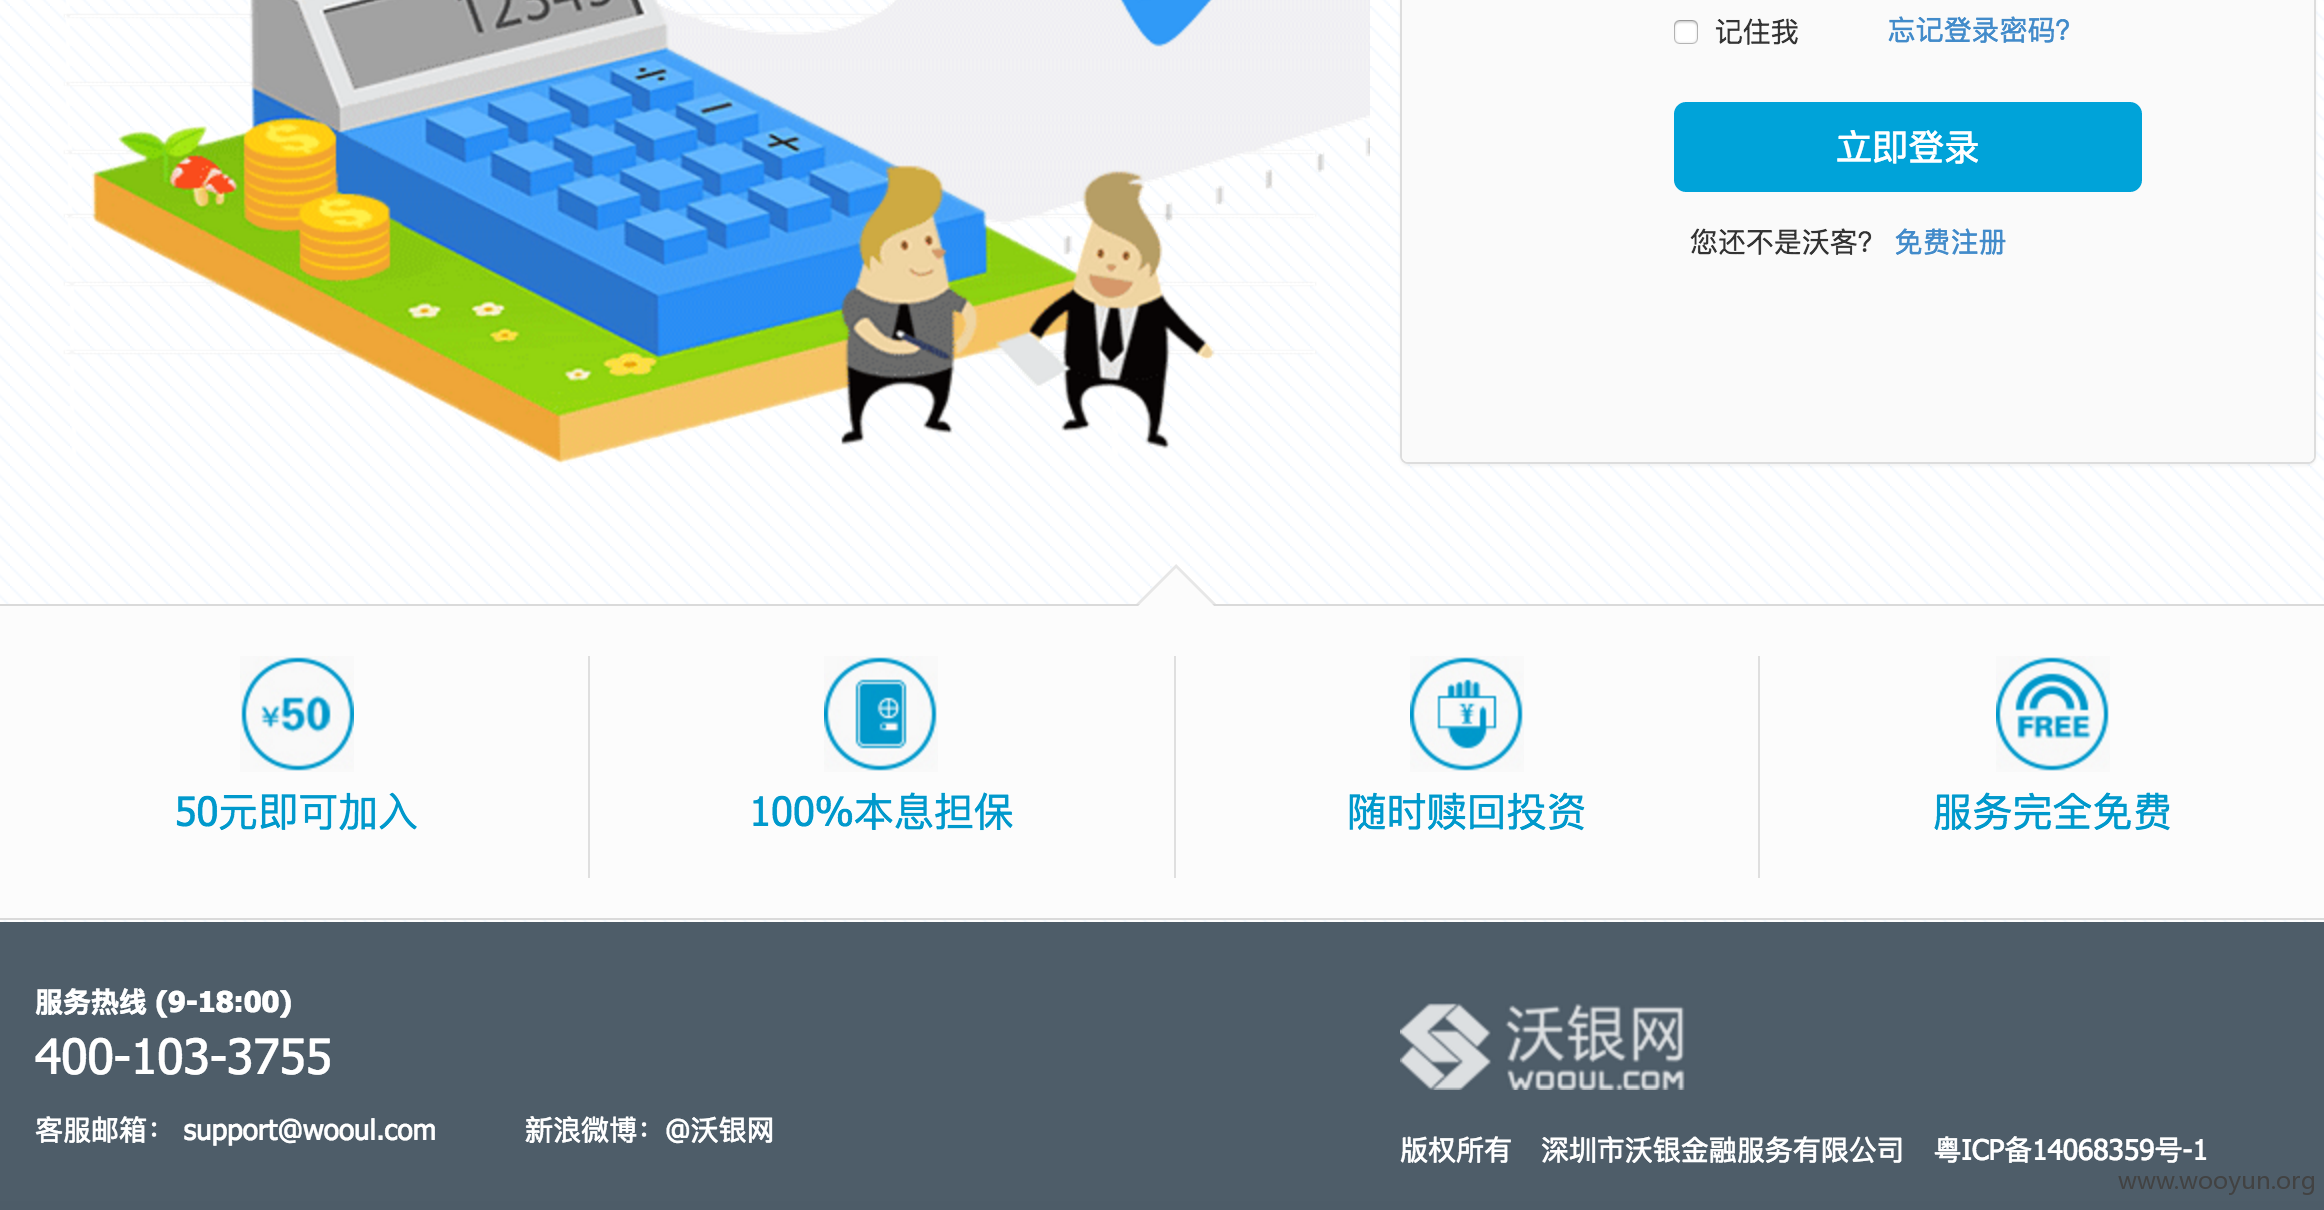 记住我 忘记登录密码?
÷
−
+
立即登录
您还不是沃客? 免费注册
¥50
¥
FREE
50元即可加入
100%本息担保
随时赎回投资
服务完全免费
服务热线 (9-18:00)
400-103-3755
客服邮箱： support@wooul.com 新浪微博：@沃银网
沃银网
WOOUL.COM
版权所有 深圳市沃银金融服务有限公司 粤ICP备14068359号-1
www.wooyun.org